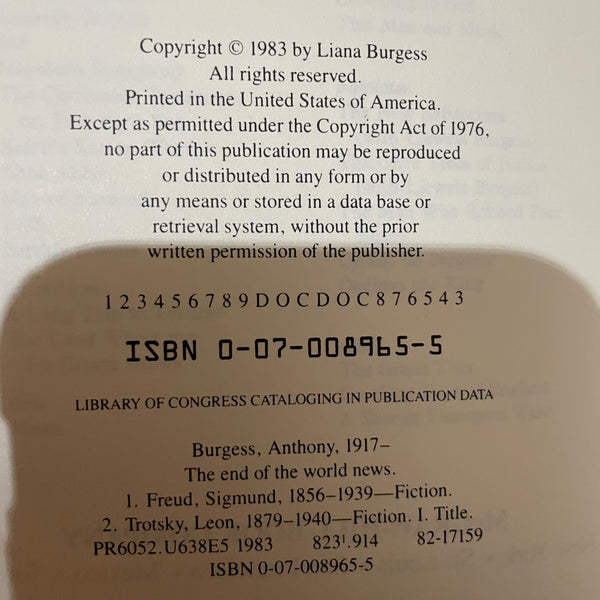 Copyright © 1983 by Liana Burgess
All rights reserved.
Printed in the United States of America.
Except as permitted under the Copyright Act of 1976,
no part of this publication may be reproduced
or distributed in any form or by
any means or stored in a data base or
retrieval system, without the prior
written permission of the publisher.
1 2 3 4 5 6 7 8 9 D O C D O C 8 7 6 5 4 3
ISBN 0-07-008965-5
LIBRARY OF CONGRESS CATALOGING IN PUBLICATION DATA
Burgess, Anthony, 1917–
The end of the world news.
1. Freud, Sigmund, 1856–1939—Fiction.
2. Trotsky, Leon, 1879–1940—Fiction. I. Title.
PR6052.U638E5 1983 823¹.914 82-17159
ISBN 0-07-008965-5